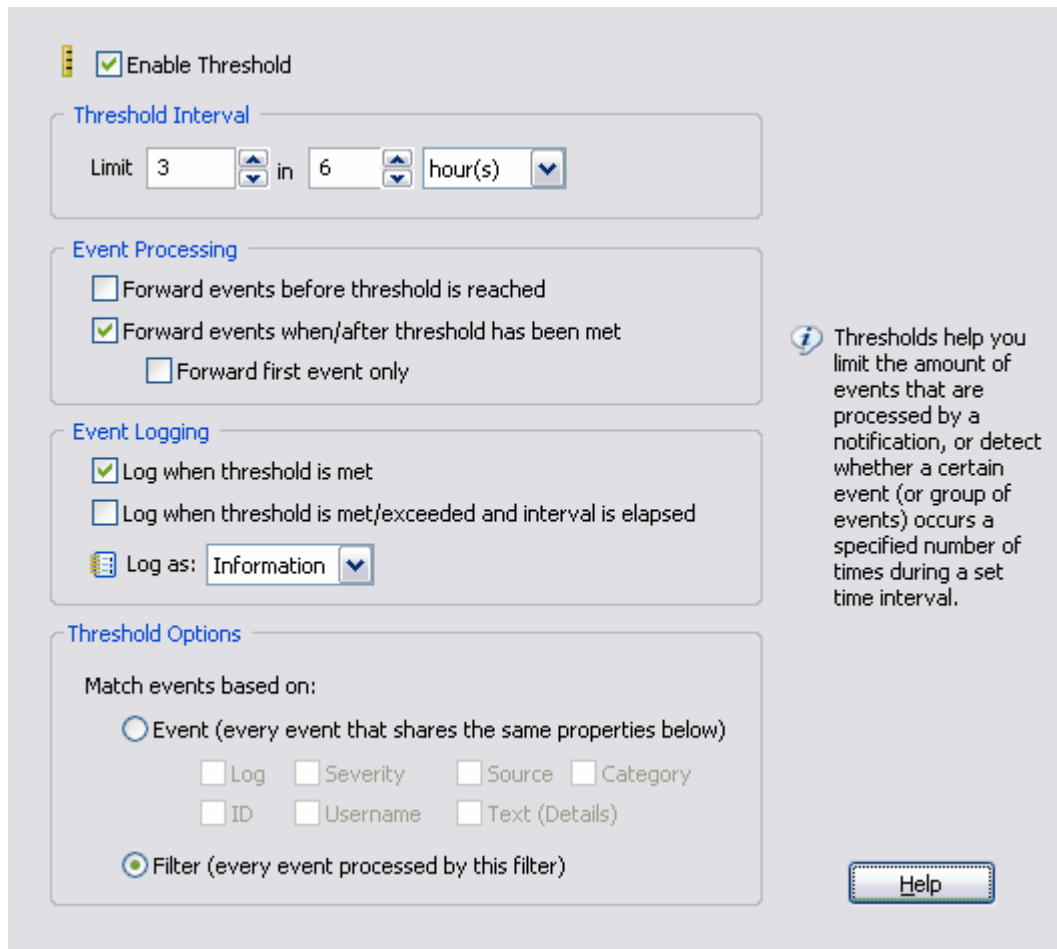 Enable Threshold
Threshold Interval
Limit 3 in 6 hour(s)
Event Processing
Forward events before threshold is reached
Forward events when/after threshold has been met
Forward first event only
Event Logging
Log when threshold is met
Log when threshold is met/exceeded and interval is elapsed
Log as: Information
Threshold Options
Match events based on:
Event (every event that shares the same properties below)
Log Severity Source Category
ID Username Text (Details)
Filter (every event processed by this filter)
Thresholds help you
limit the amount of
events that are
processed by a
notification, or detect
whether a certain
event (or group of
events) occurs a
specified number of
times during a set
time interval.
Help